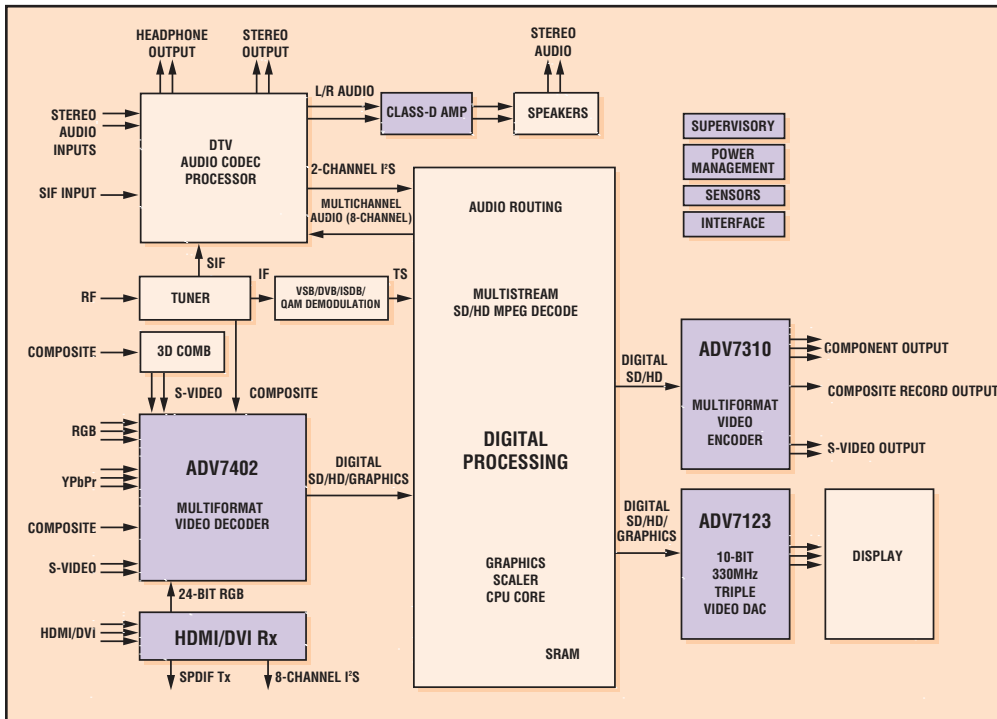 HEADPHONE
OUTPUT
STEREO
OUTPUT
STEREO
AUDIO
L/R AUDIO
CLASS-D AMP
SPEAKERS
STEREO
AUDIO
INPUTS
SIF INPUT
DTV
AUDIO CODEC
PROCESSOR
2-CHANNEL I²S
MULTICHANNEL
AUDIO (8-CHANNEL)
SUPERVISORY
POWER
MANAGEMENT
SENSORS
INTERFACE
AUDIO ROUTING
MULTISTREAM
SD/HD MPEG DECODE
DIGITAL
PROCESSING
GRAPHICS
SCALER
CPU CORE
SRAM
SIF
RF
TUNER
IF
VSB/DVB/ISDB/
QAM DEMODULATION
TS
COMPOSITE
3D COMB
S-VIDEO
COMPOSITE
RGB
YPbPr
COMPOSITE
S-VIDEO
ADV7402
MULTIFORMAT
VIDEO DECODER
DIGITAL
SD/HD/GRAPHICS
24-BIT RGB
HDMI/DVI
HDMI/DVI Rx
SPDIF Tx
8-CHANNEL I²S
DIGITAL
SD/HD
ADV7310
MULTIFORMAT
VIDEO
ENCODER
COMPONENT OUTPUT
COMPOSITE RECORD OUTPUT
S-VIDEO OUTPUT
DIGITAL
SD/HD/
GRAPHICS
ADV7123
10-BIT
330MHz
TRIPLE
VIDEO DAC
DISPLAY